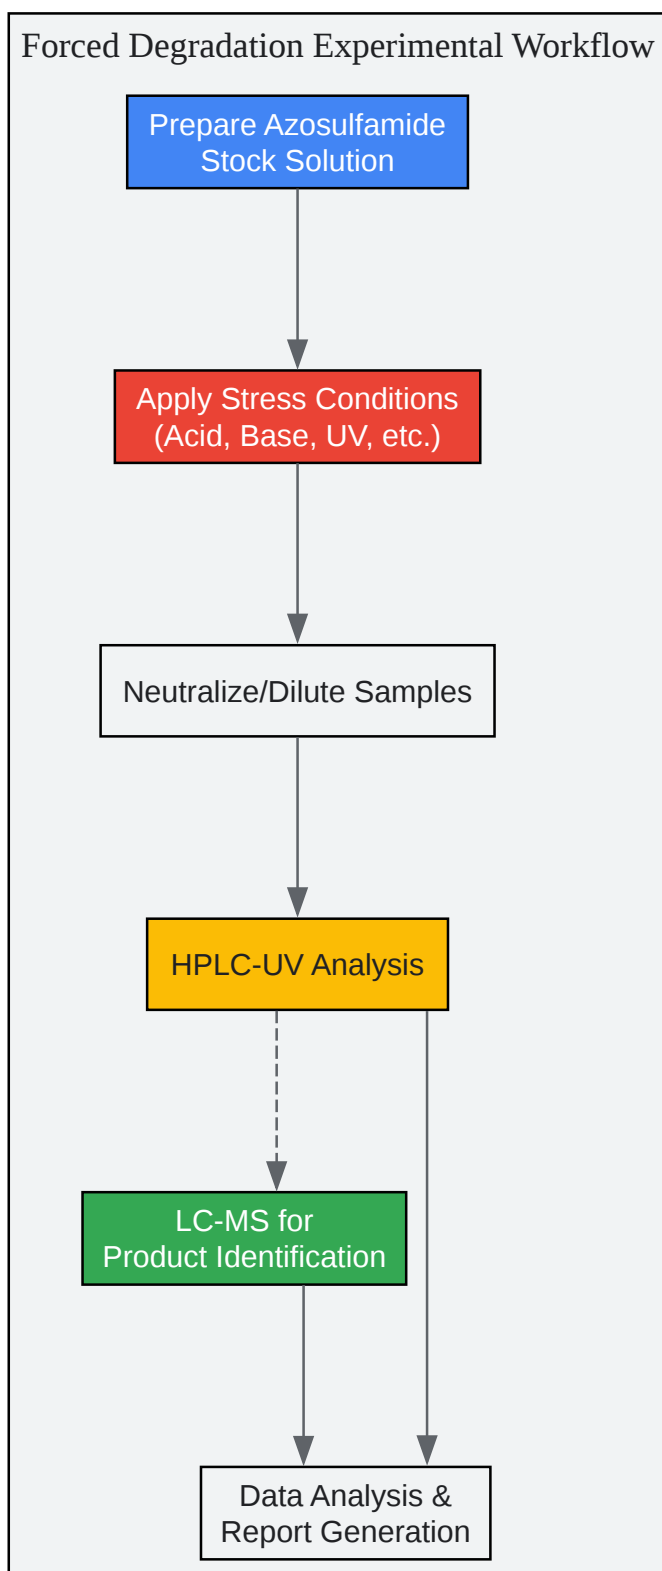 Forced Degradation Experimental Workflow
Prepare Azosulfamide
Stock Solution
Apply Stress Conditions
(Acid, Base, UV, etc.)
Neutralize/Dilute Samples
HPLC-UV Analysis
LC-MS for
Product Identification
Data Analysis &
Report Generation